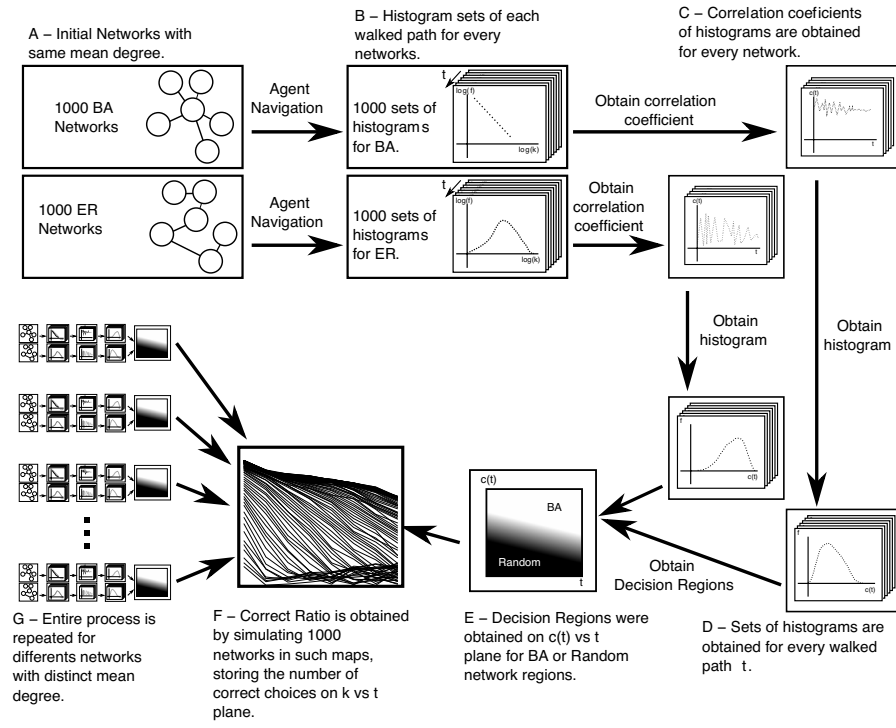 A – Initial Networks with
same mean degree.
B – Histogram sets of each
walked path for every
networks.
C – Correlation coeficients
of histograms are obtained
for every network.
1000 BA
Networks
Agent
Navigation
1000 sets of
histograms
for BA.
t
log(f)
log(k)
Obtain correlation
coefficient
c(t)
t
1000 ER
Networks
Agent
Navigation
1000 sets of
histograms
for ER.
t
log(f)
log(k)
Obtain
correlation
coefficient
c(t)
t
Obtain
histogram
Obtain
histogram
f
c(t)
c(t)
BA
Random
t
Obtain
Decision Regions
f
c(t)
G – Entire process is
repeated for
differents networks
with distinct mean
degree.
F – Correct Ratio is obtained
by simulating 1000
networks in such maps,
storing the number of
correct choices on k vs t
plane.
E – Decision Regions were
obtained on c(t) vs t
plane for BA or Random
network regions.
D – Sets of histograms are
obtained for every walked
path t.